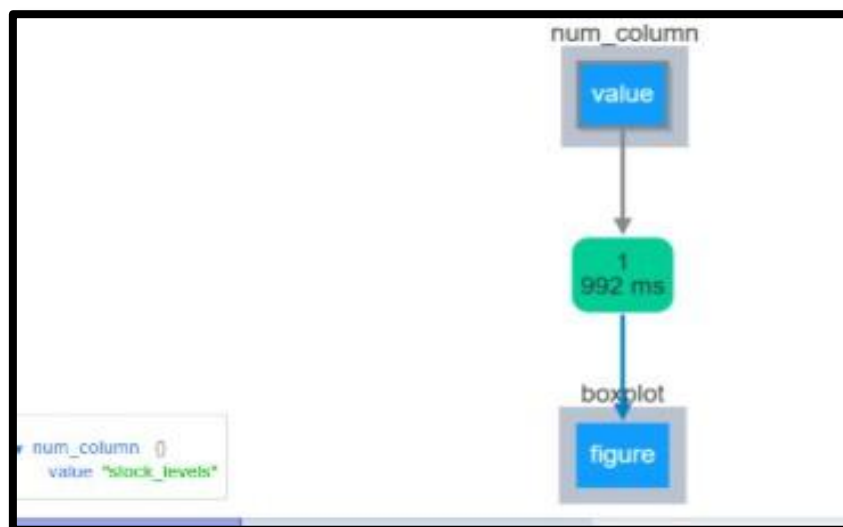 num_column
value
1
992 ms
boxplot
figure
▼ num_column {}
value "stock_levels"